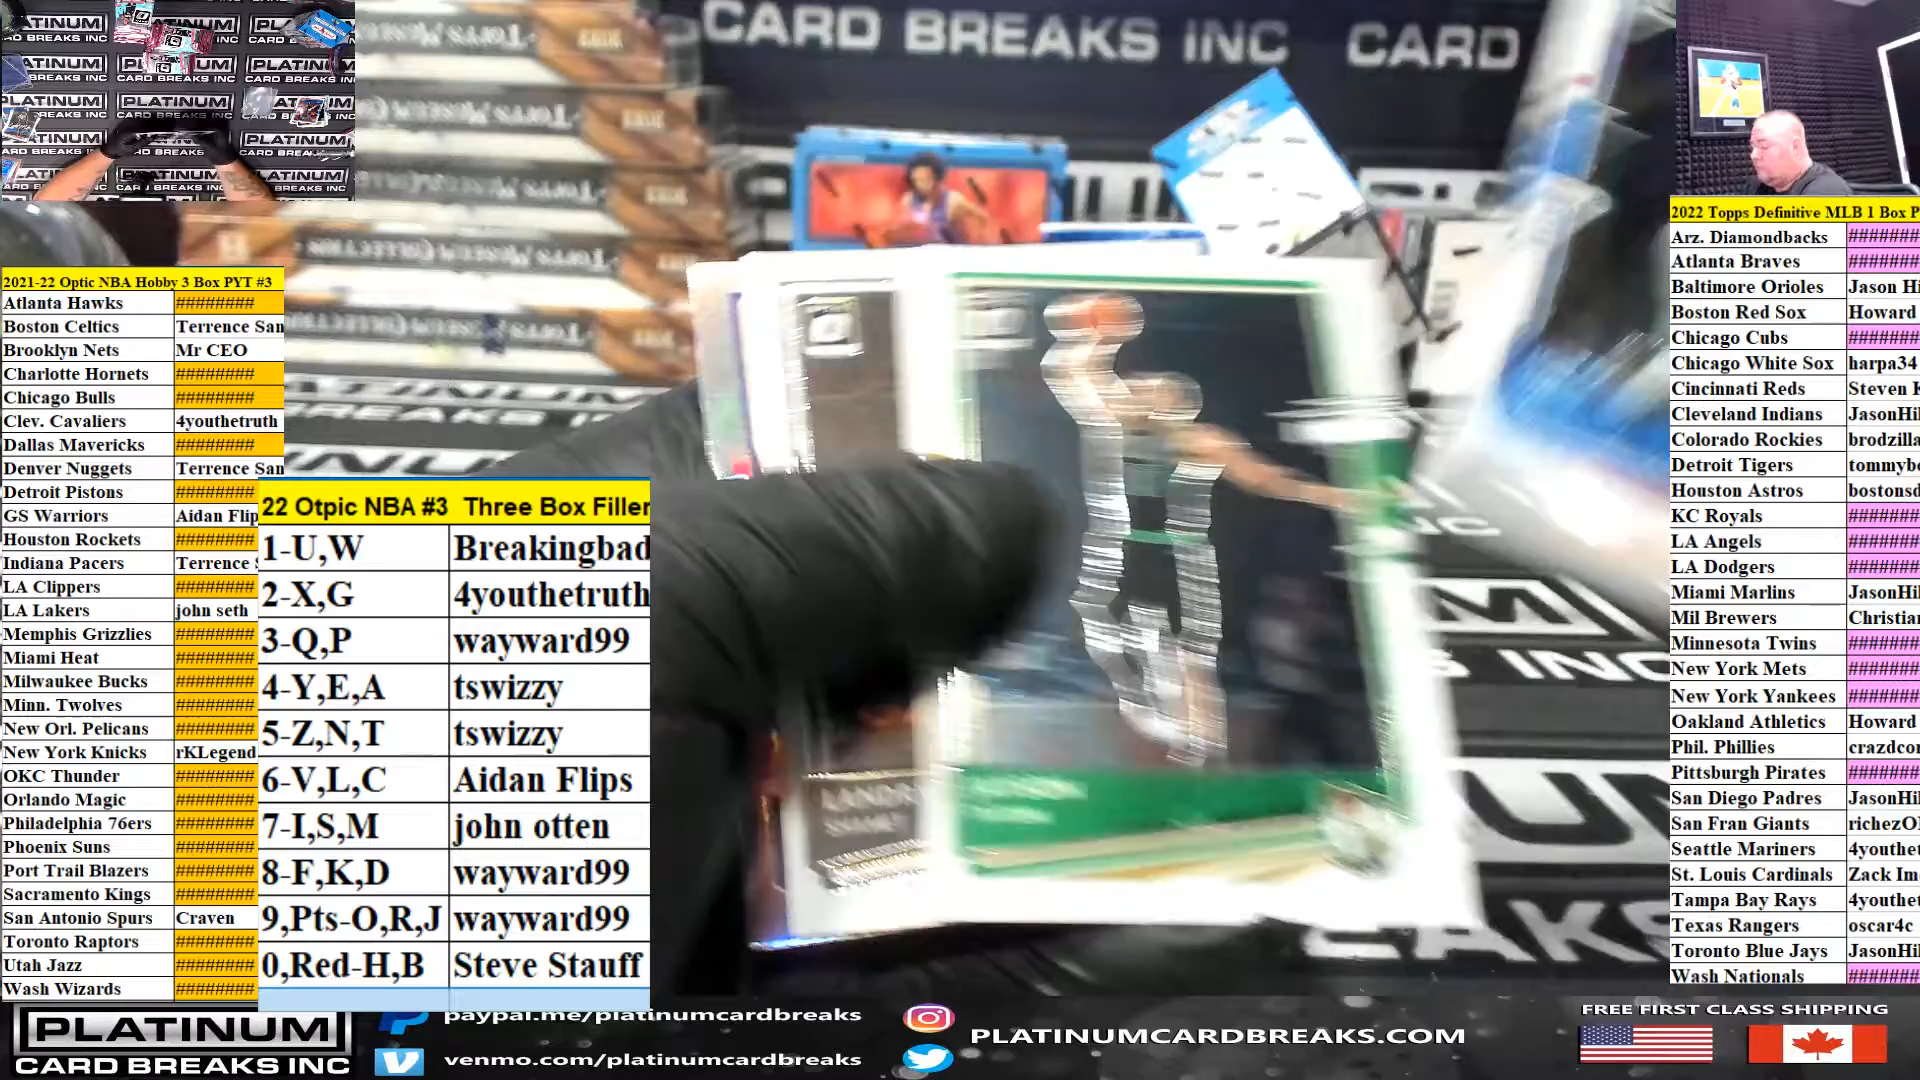 CARD BREAKS INC CARD
2021-22 Optic NBA Hobby 3 Box PYT #3
Atlanta Hawks ########
Boston Celtics Terrence San
Brooklyn Nets Mr CEO
Charlotte Hornets ########
Chicago Bulls ########
Clev. Cavaliers 4youthetruth
Dallas Mavericks ########
Denver Nuggets Terrence San
Detroit Pistons ########
GS Warriors Aidan Flip
Houston Rockets ########
Indiana Pacers Terrence
LA Clippers ########
LA Lakers john seth
Memphis Grizzlies ########
Miami Heat ########
Milwaukee Bucks ########
Minn. Twolves ########
New Orl. Pelicans ########
New York Knicks rKLegend
OKC Thunder ########
Orlando Magic ########
Philadelphia 76ers ########
Phoenix Suns ########
Port Trail Blazers ########
Sacramento Kings ########
San Antonio Spurs Craven
Toronto Raptors ########
Utah Jazz ########
Wash Wizards ########
22 Otpic NBA #3 Three Box Filler
1-U,W Breakingbad
2-X,G 4youthetruth
3-Q,P wayward99
4-Y,E,A tswizzy
5-Z,N,T tswizzy
6-V,L,C Aidan Flips
7-I,S,M john otten
8-F,K,D wayward99
9,Pts-O,R,J wayward99
0,Red-H,B Steve Stauff
2022 Topps Definitive MLB 1 Box P
Arz. Diamondbacks #######
Atlanta Braves #######
Baltimore Orioles Jason Hi
Boston Red Sox Howard
Chicago Cubs #######
Chicago White Sox harpa34
Cincinnati Reds Steven K
Cleveland Indians JasonHil
Colorado Rockies brodzilla
Detroit Tigers tommybo
Houston Astros bostonsd
KC Royals #######
LA Angels #######
LA Dodgers #######
Miami Marlins JasonHil
Mil Brewers Christian
Minnesota Twins #######
New York Mets #######
New York Yankees #######
Oakland Athletics Howard
Phil. Phillies crazdcon
Pittsburgh Pirates #######
San Diego Padres JasonHil
San Fran Giants richezO
Seattle Mariners 4youthet
St. Louis Cardinals Zack Im
Tampa Bay Rays 4youthet
Texas Rangers oscar4c
Toronto Blue Jays JasonHil
Wash Nationals #######
PLATINUM
CARD BREAKS INC
paypal.me/platinumcardbreaks
venmo.com/platinumcardbreaks
PLATINUMCARDBREAKS.COM
FREE FIRST CLASS SHIPPING